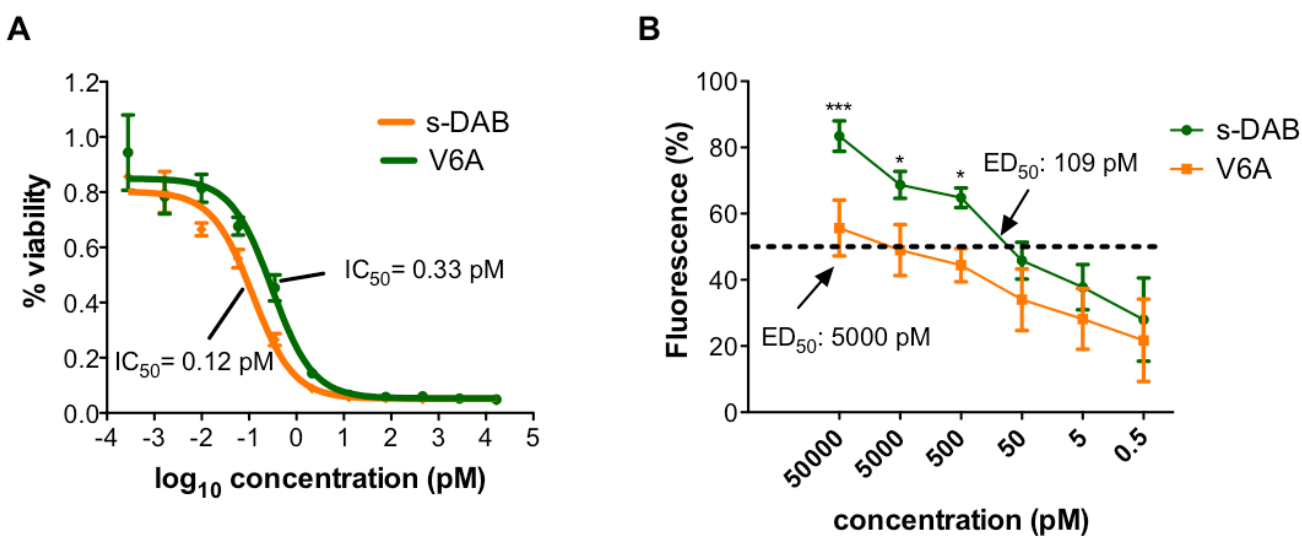 A
% viability
1.2
1.0
0.8
0.6
0.4
0.2
0.0
s-DAB
V6A
IC50= 0.33 pM
IC50= 0.12 pM
-4 -3 -2 -1 0 1 2 3 4 5
log10 concentration (pM)
B
Fluorescence (%)
100
80
60
40
20
0
***
*
*
ED50: 109 pM
ED50: 5000 pM
s-DAB
V6A
50000 5000 500 50 5 0.5
concentration (pM)